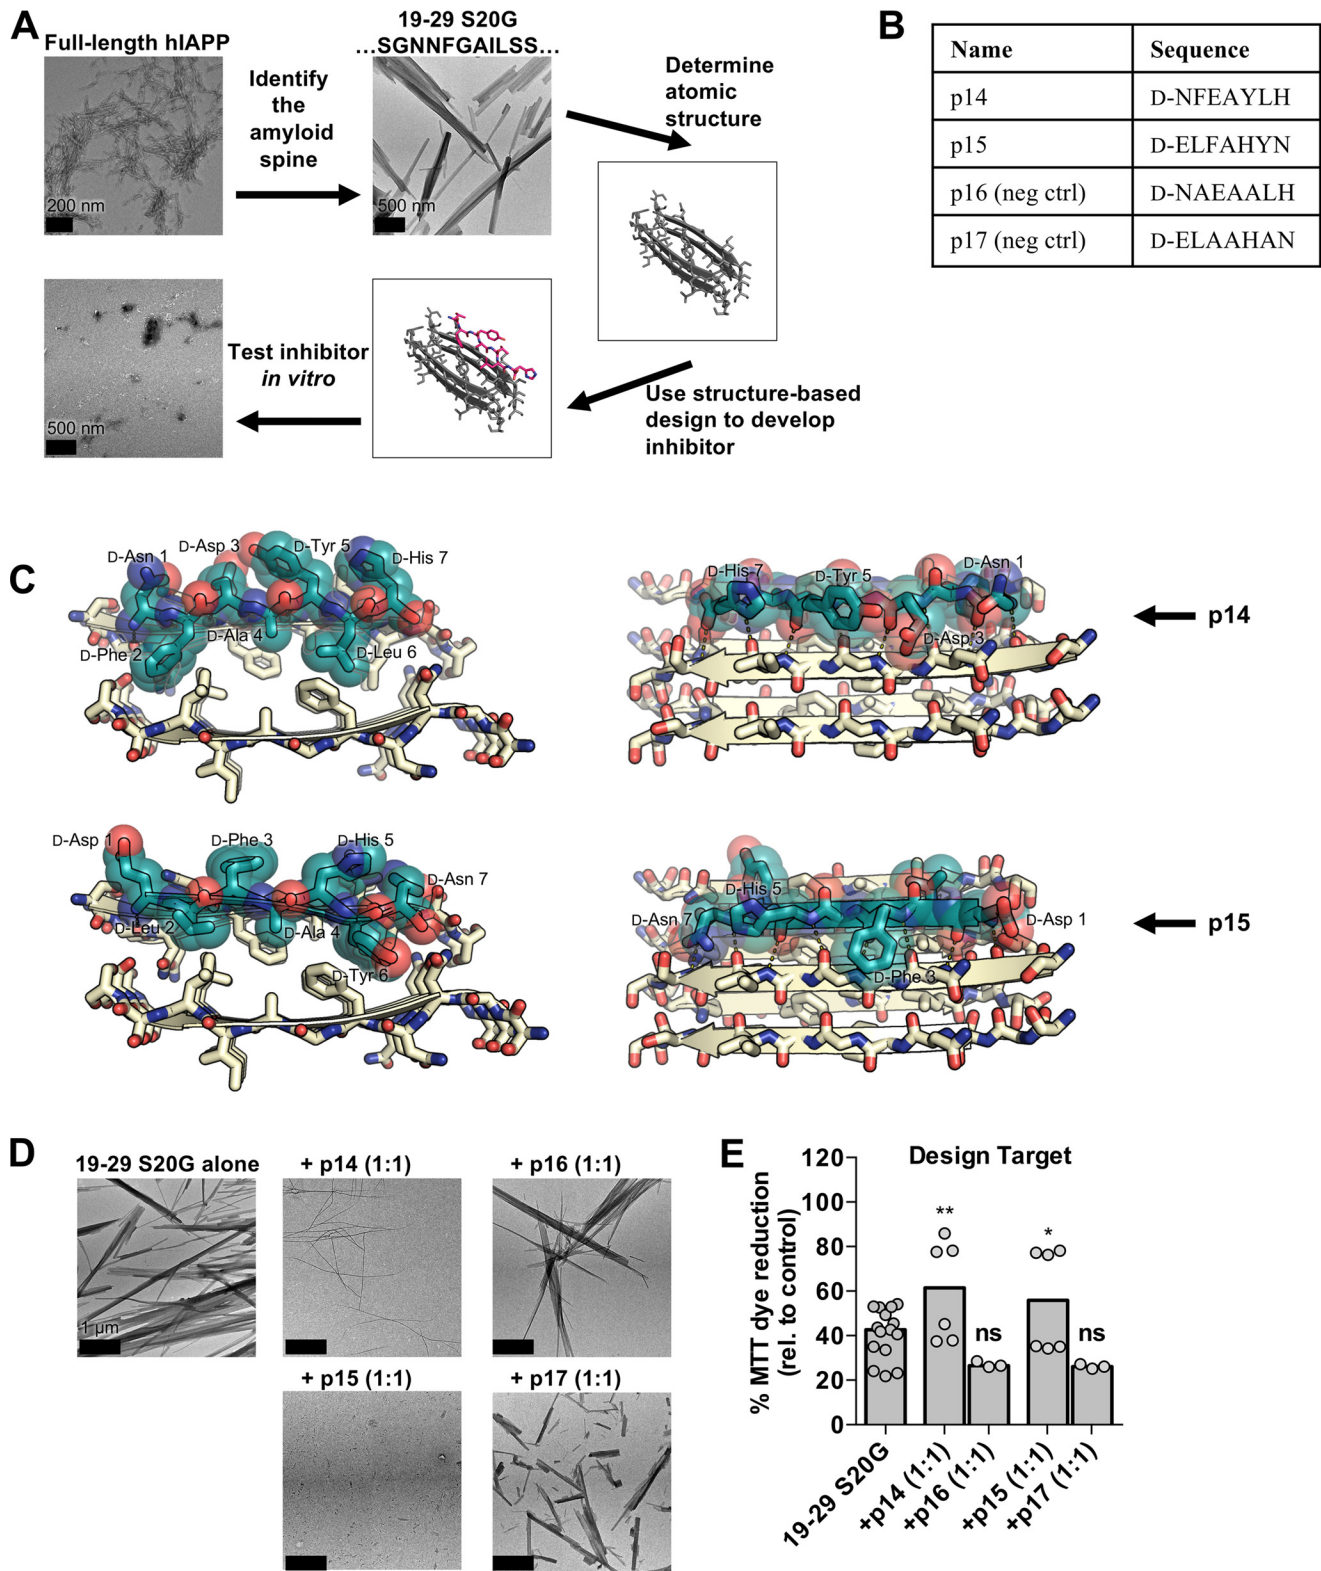 A
Full-length hIAPP
200 nm
Identify
the
amyloid
spine
19-29 S20G
...SGNNFGAILSS...
500 nm
Determine
atomic
structure
Use structure-based
design to develop
inhibitor
Test inhibitor
in vitro
500 nm
B
Name Sequence
p14 D-NFEAYLH
p15 D-ELFAHYN
p16 (neg ctrl) D-NAEAALH
p17 (neg ctrl) D-ELAAHAN
C
D-Asn 1
D-Asp 3
D-Tyr 5
D-His 7
D-Phe 2
D-Ala 4
D-Leu 6
D-His 7
D-Tyr 5
D-Asn 1
D-Asp 3
p14
D-Asp 1
D-Phe 3
D-His 5
D-Asn 7
D-Leu 2
D-Ala 4
D-Tyr 6
D-His 5
D-Asn 7
D-Asp 1
D-Phe 3
p15
D
19-29 S20G alone
1 µm
+ p14 (1:1)
+ p16 (1:1)
+ p15 (1:1)
+ p17 (1:1)
E
Design Target
% MTT dye reduction
(rel. to control)
120
100
80
60
40
20
0
**
ns
*
ns
19-29 S20G
+p14 (1:1)
+p16 (1:1)
+p15 (1:1)
+p17 (1:1)